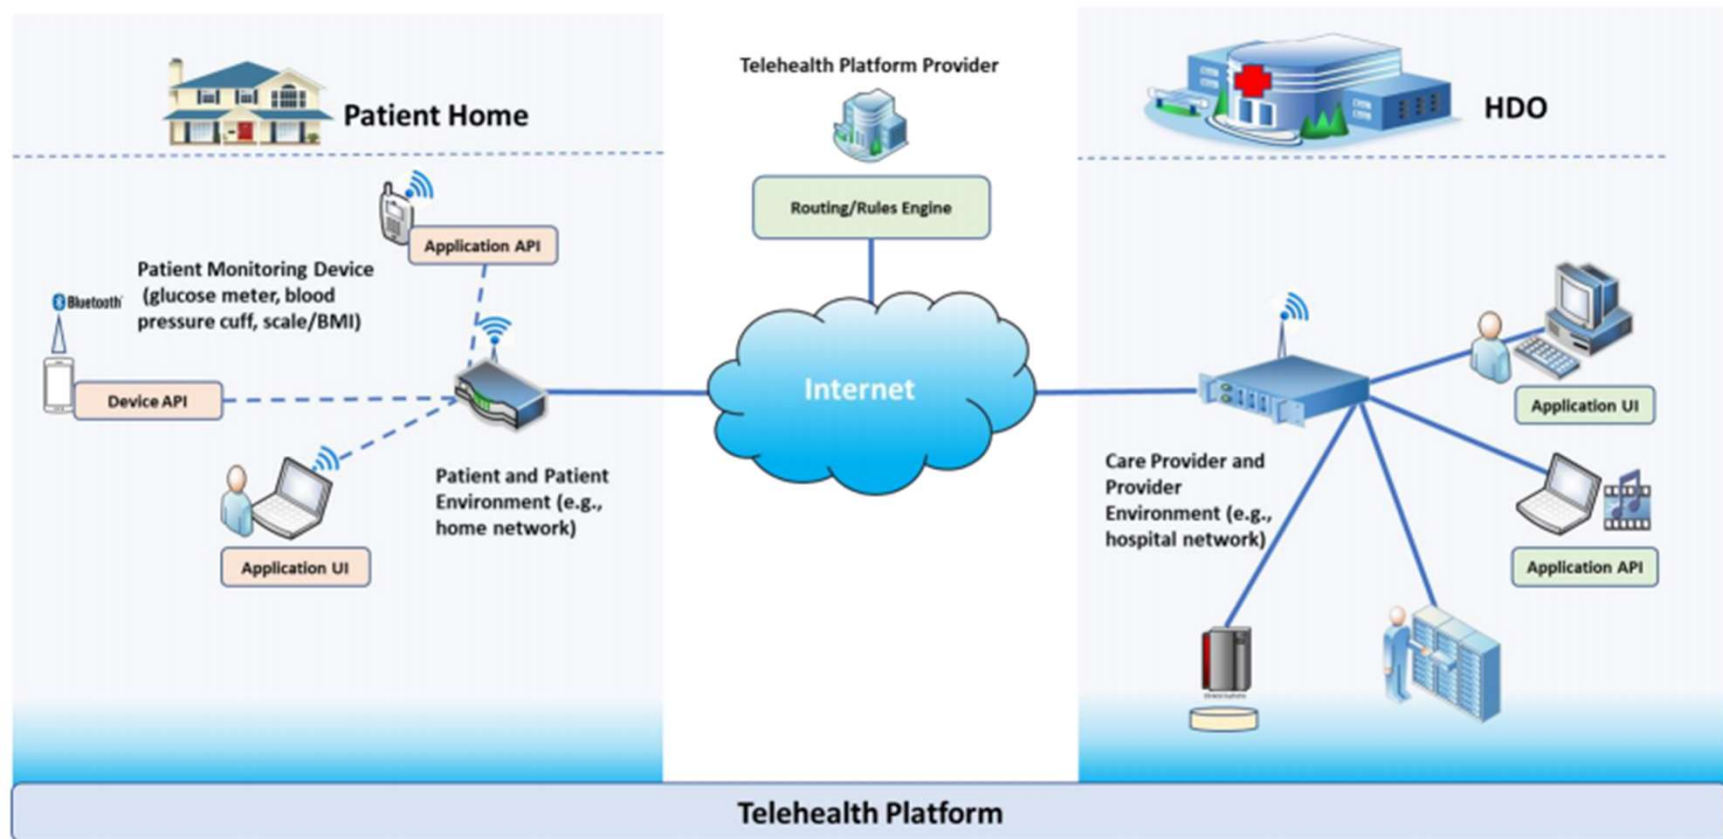 Patient Home
Application API
Patient Monitoring Device
(glucose meter, blood
pressure cuff, scale/BMI)
Bluetooth
Device API
Application UI
Patient and Patient
Environment (e.g.,
home network)
Telehealth Platform Provider
Routing/Rules Engine
Internet
HDO
Care Provider and
Provider
Environment (e.g.,
hospital network)
Application UI
Application API
Telehealth Platform